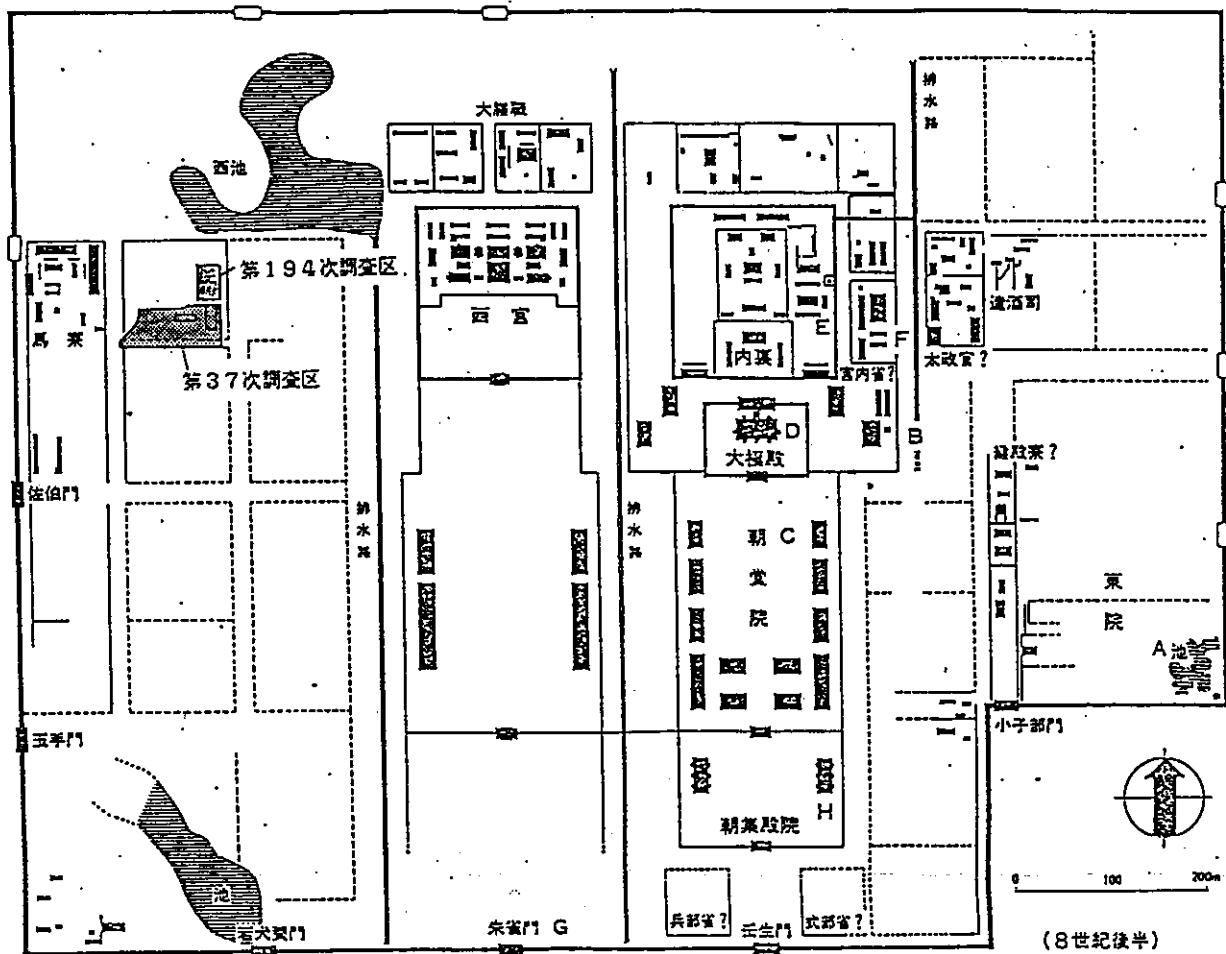 大膳職
排水路
西池
第194次調査区
馬寮
第37次調査区
西宮
E
内裏
F
宮内省?
造酒司
太政官?
D
大極殿
B
縫殿寮?
佐伯門
排水路
排水路
朝堂院
C
東院
A 池
玉手門
小子部門
朝集殿院
H
池
若犬養門
朱雀門 G
兵部省?
壬生門
式部省?
0 100 200m
(8世紀後半)